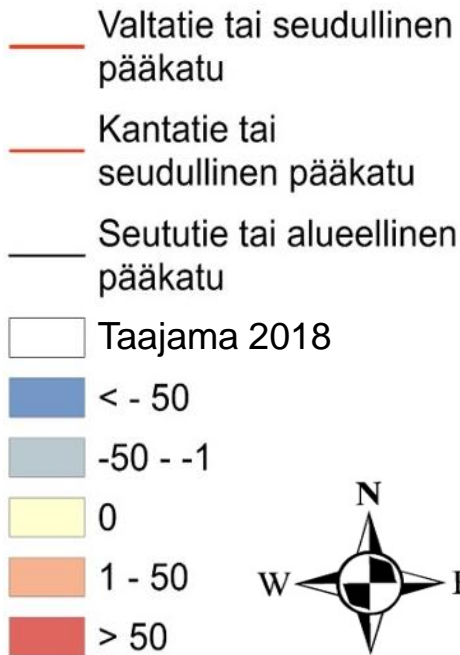 Valtatie tai seudullinen
pääkatu
Kantatie tai
seudullinen pääkatu
Seututie tai alueellinen
pääkatu
Taajama 2018
< - 50
-50 - -1
0
1 - 50
> 50
N
W